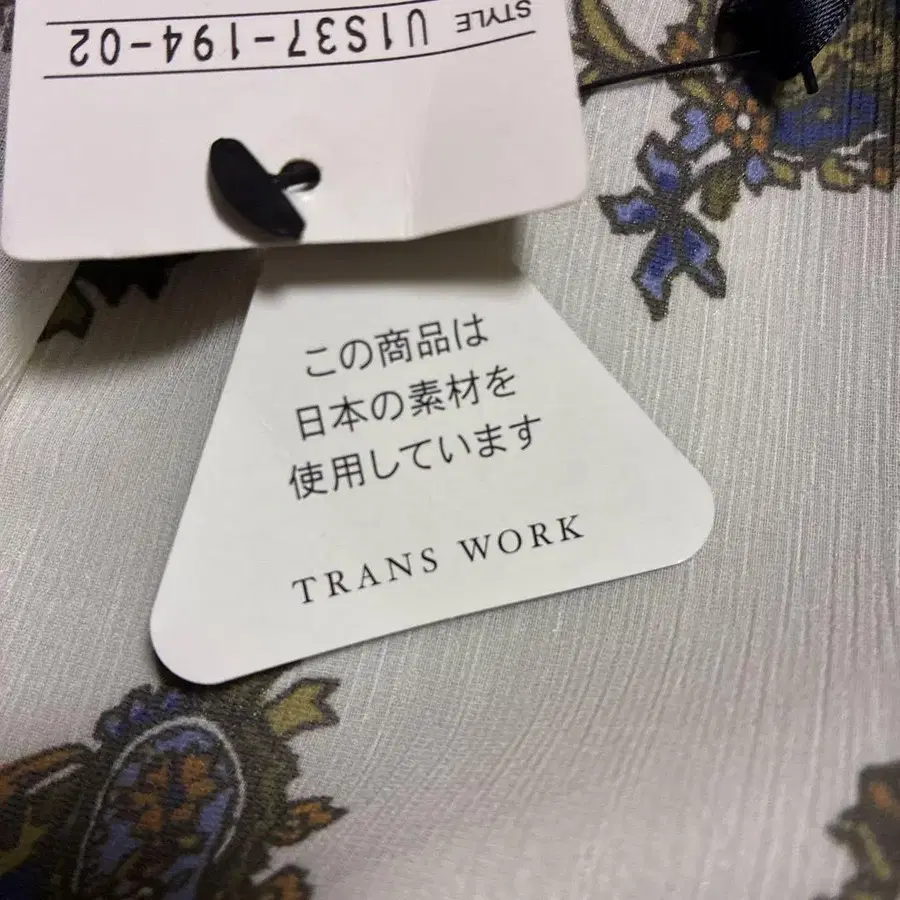 STYLE U1S37-194-02
この商品は
日本の素材を
使用しています
TRANS WORK